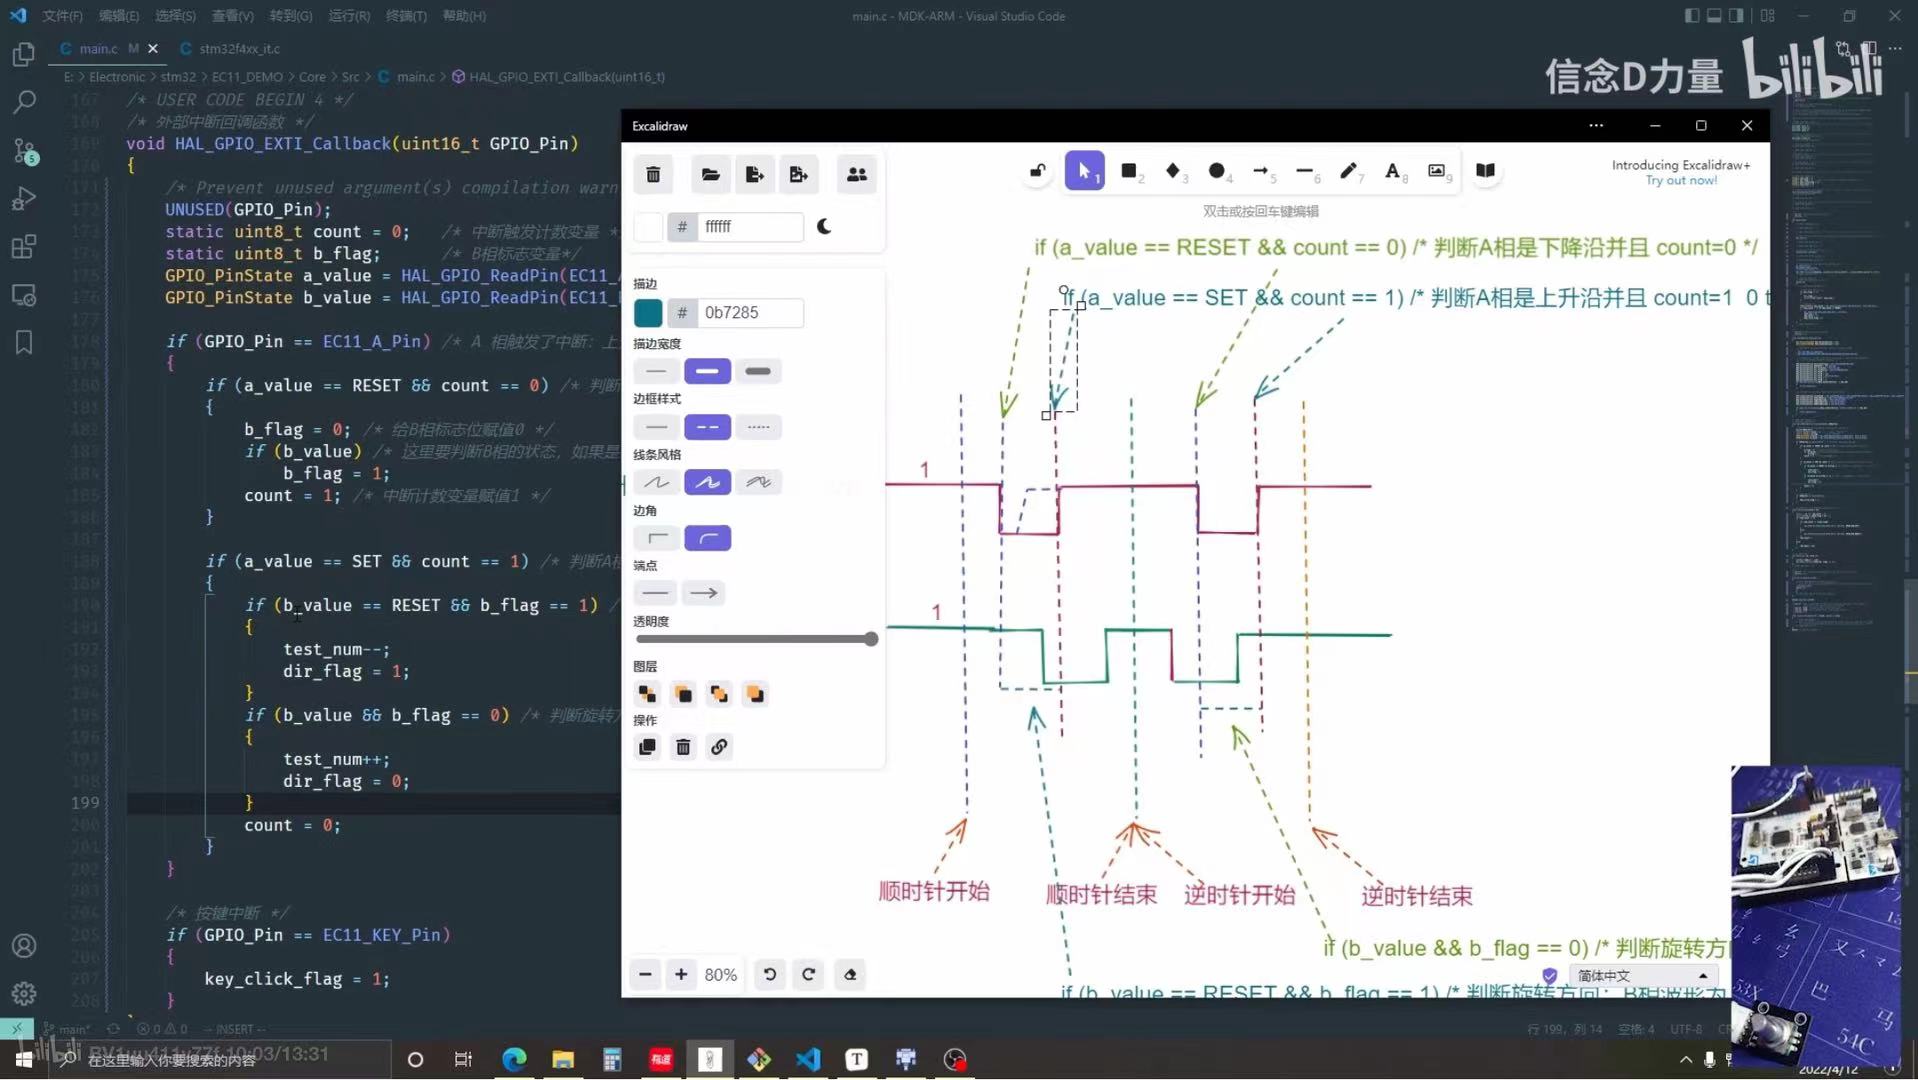 文件(F) 编辑(E) 选择(S) 查看(V) 转到(G) 运行(R) 终端(T) 帮助(H)
main.c - MDK-ARM - Visual Studio Code
main.c M
stm32f4xx_it.c
E: > Electronic > stm32 > EC11_DEMO > Core > Src > main.c > HAL_GPIO_EXTI_Callback(uint16_t)
信念D力量 bilibili
167 /* USER CODE BEGIN 4 */
168 /* 外部中断回调函数 */
169 void HAL_GPIO_EXTI_Callback(uint16_t GPIO_Pin)
170 {
171 /* Prevent unused argument(s) compilation warn
172 UNUSED(GPIO_Pin);
173 static uint8_t count = 0; /* 中断触发计数变量 *
174 static uint8_t b_flag; /* B相标志变量*/
175 GPIO_PinState a_value = HAL_GPIO_ReadPin(EC11_
176 GPIO_PinState b_value = HAL_GPIO_ReadPin(EC11_
177
178 if (GPIO_Pin == EC11_A_Pin) /* A 相触发了中断：上
179 {
180 if (a_value == RESET && count == 0) /* 判断
181 {
182 b_flag = 0; /* 给B相标志位赋值0 */
183 if (b_value) /* 这里要判断B相的状态，如果是
184 b_flag = 1;
185 count = 1; /* 中断计数变量赋值1 */
186 }
187
188 if (a_value == SET && count == 1) /* 判断A
189 {
190 if (b_value == RESET && b_flag == 1) /
191 {
192 test_num--;
193 dir_flag = 1;
194 }
195 if (b_value && b_flag == 0) /* 判断旋转
196 {
197 test_num++;
198 dir_flag = 0;
199 }
200 count = 0;
201 }
202 }
203
204 /* 按键中断 */
205 if (GPIO_Pin == EC11_KEY_Pin)
206 {
207 key_click_flag = 1;
208 }
5
Excalidraw
1 2 3 4 5 6 7 A 8 9
Introducing Excalidraw+
Try out now!
# ffffff
双击或按回车键编辑
描边
# 0b7285
描边宽度
边框样式
线条风格
边角
端点
透明度
图层
操作
80%
if (a_value == RESET && count == 0) /* 判断A相是下降沿并且 count=0 */
if (a_value == SET && count == 1) /* 判断A相是上升沿并且 count=1 0 t
1
1
顺时针开始 顺时针结束 逆时针开始 逆时针结束
if (b_value && b_flag == 0) /* 判断旋转方
简体中文
if (b_value == RESET && b_flag == 1) /* 判断旋转方向：B相波形为
main* 0 0 -- INSERT --
行 199，列 14 空格: 4 UTF-8
bilibili
10:03/13:31
在这里输入你要搜索的内容
有道
T
2022/4/12
54C